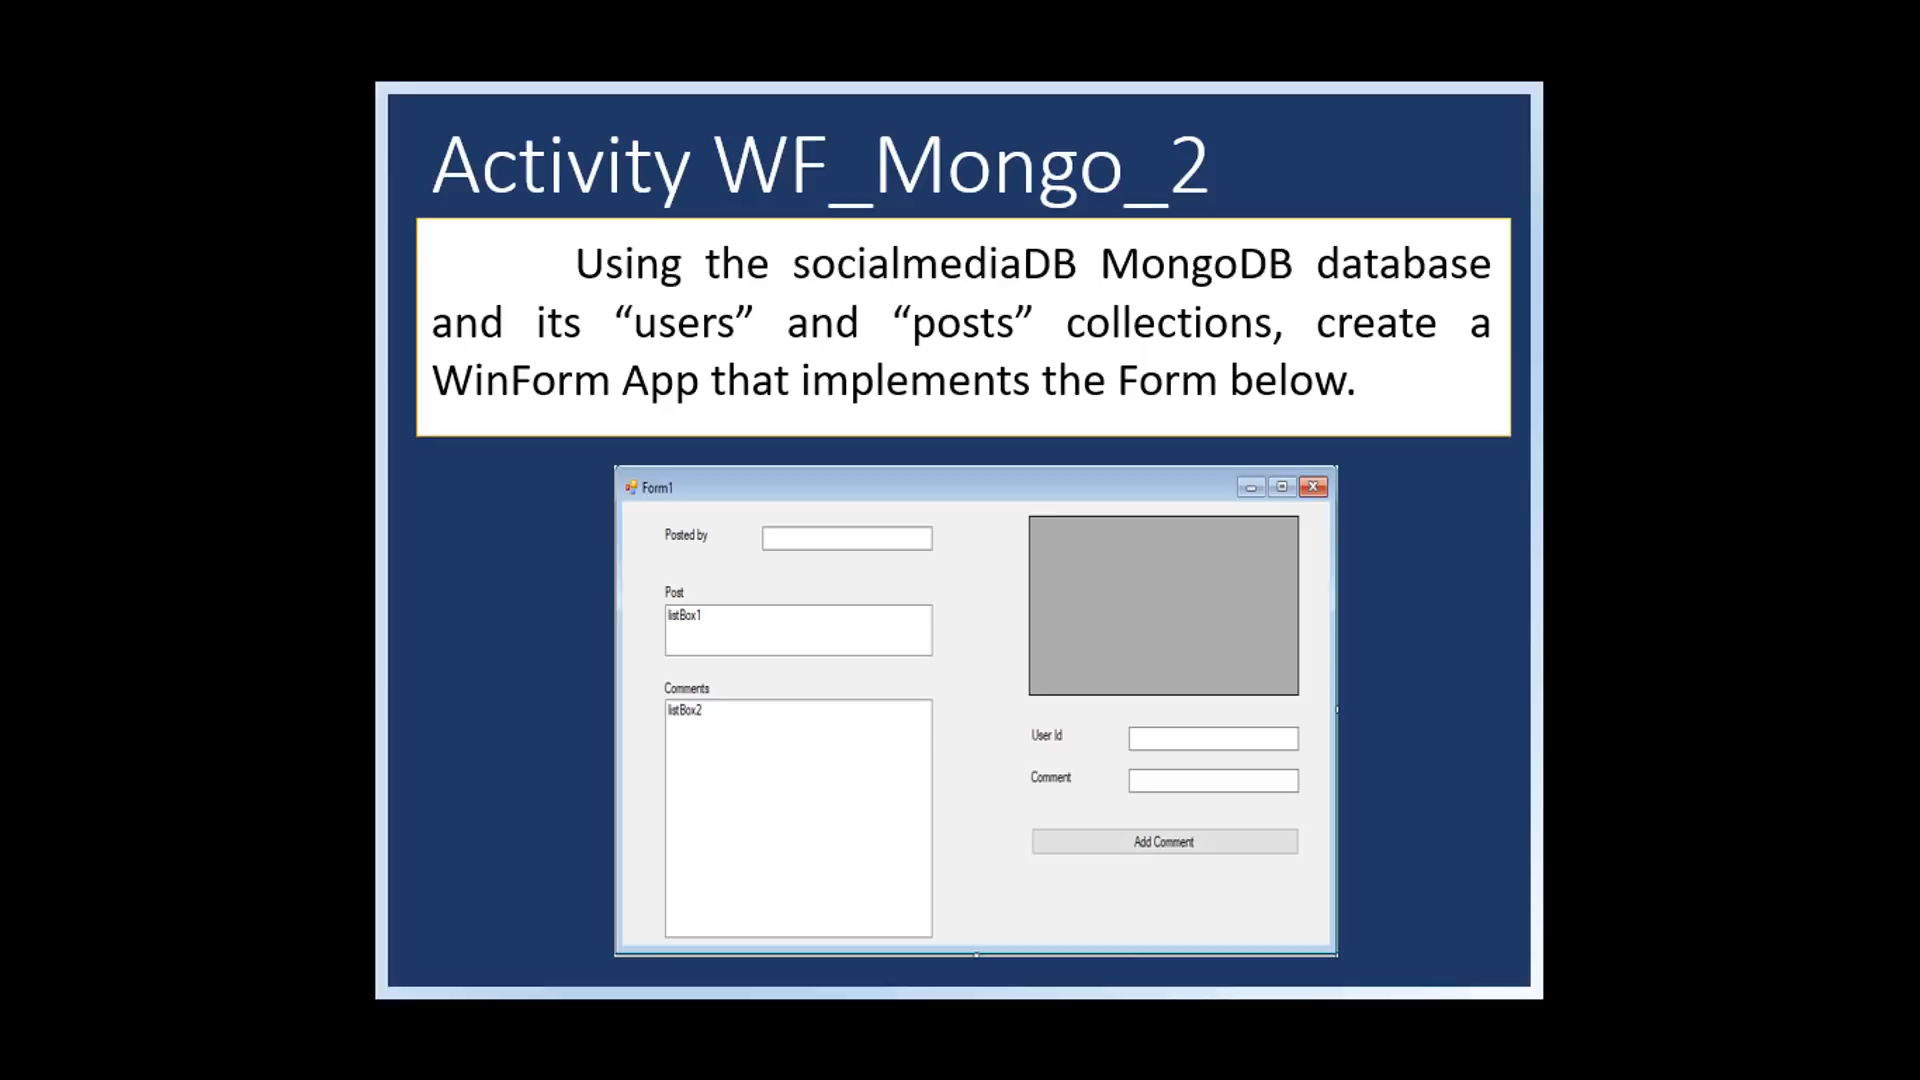 Activity WF_Mongo_2
Using the socialmediaDB MongoDB database
and its “users” and “posts” collections, create a
WinForm App that implements the Form below.
Form1
Posted by
Post
listBox1
Comments
listBox2
User Id
Comment
Add Comment